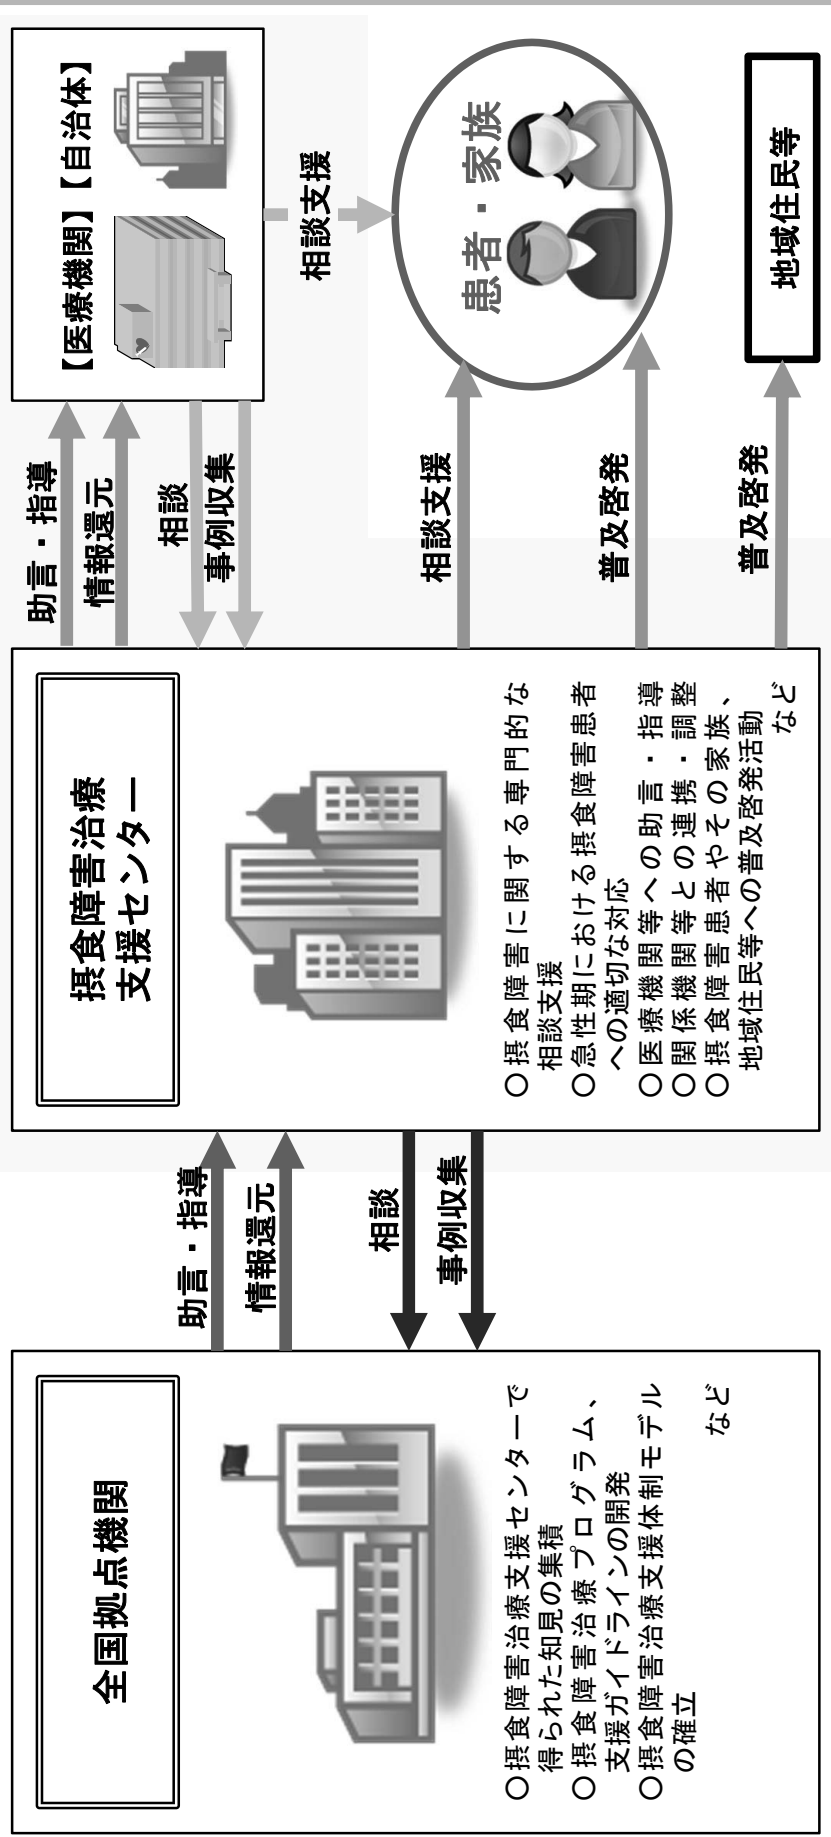 全国拠点機関
○摂食障害治療支援センターで
得られた知見の集積
○摂食障害治療プログラム、
支援ガイドラインの開発
○摂食障害治療支援体制モデル
の確立
など
助言・指導
情報還元
相談
事例収集
摂食障害治療
支援センター
○摂食障害に関する専門的な
相談支援
○急性期における摂食障害患者
への適切な対応
○医療機関等への助言・指導
○関係機関等との連携・調整
○摂食障害患者やその家族、
地域住民等への普及啓発活動
など
助言・指導
情報還元
相談
事例収集
相談支援
普及啓発
普及啓発
【医療機関】【自治体】
相談支援
患者・家族
地域住民等